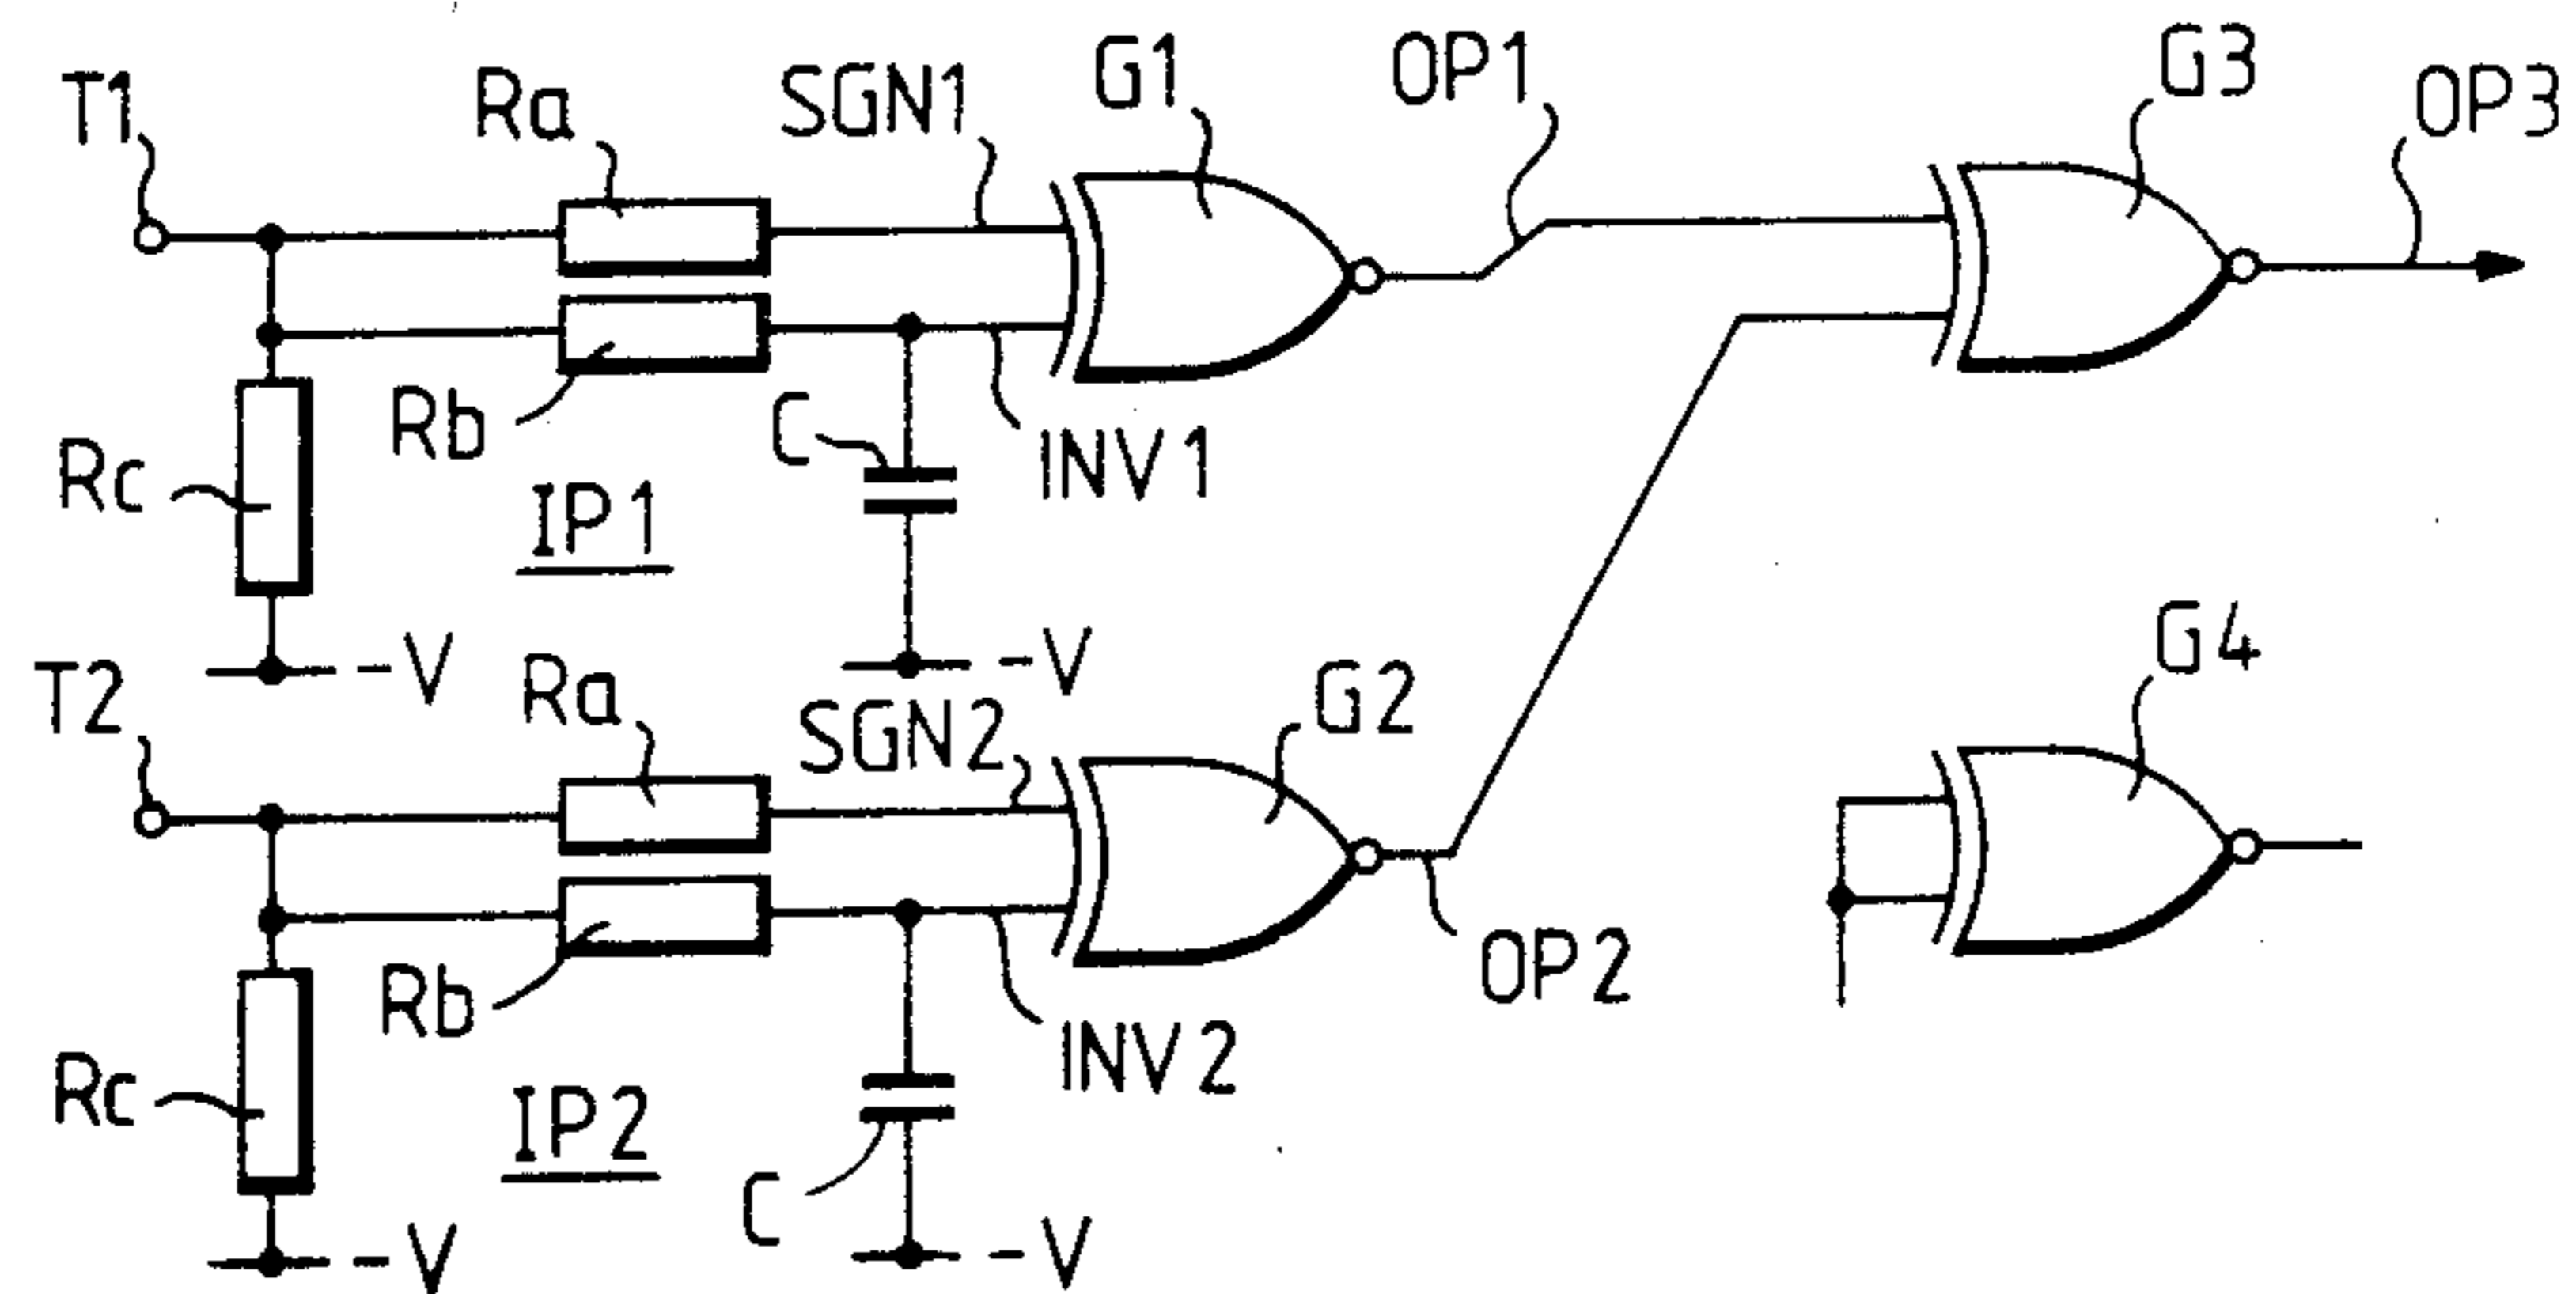 T1
Ra
SGN1
G1
OP1
G3
OP3
Rb
C
INV1
Rc
IP1
-V
-V
T2
Ra
SGN2
G2
G4
Rb
OP2
INV2
Rc
IP2
C
-V
-V